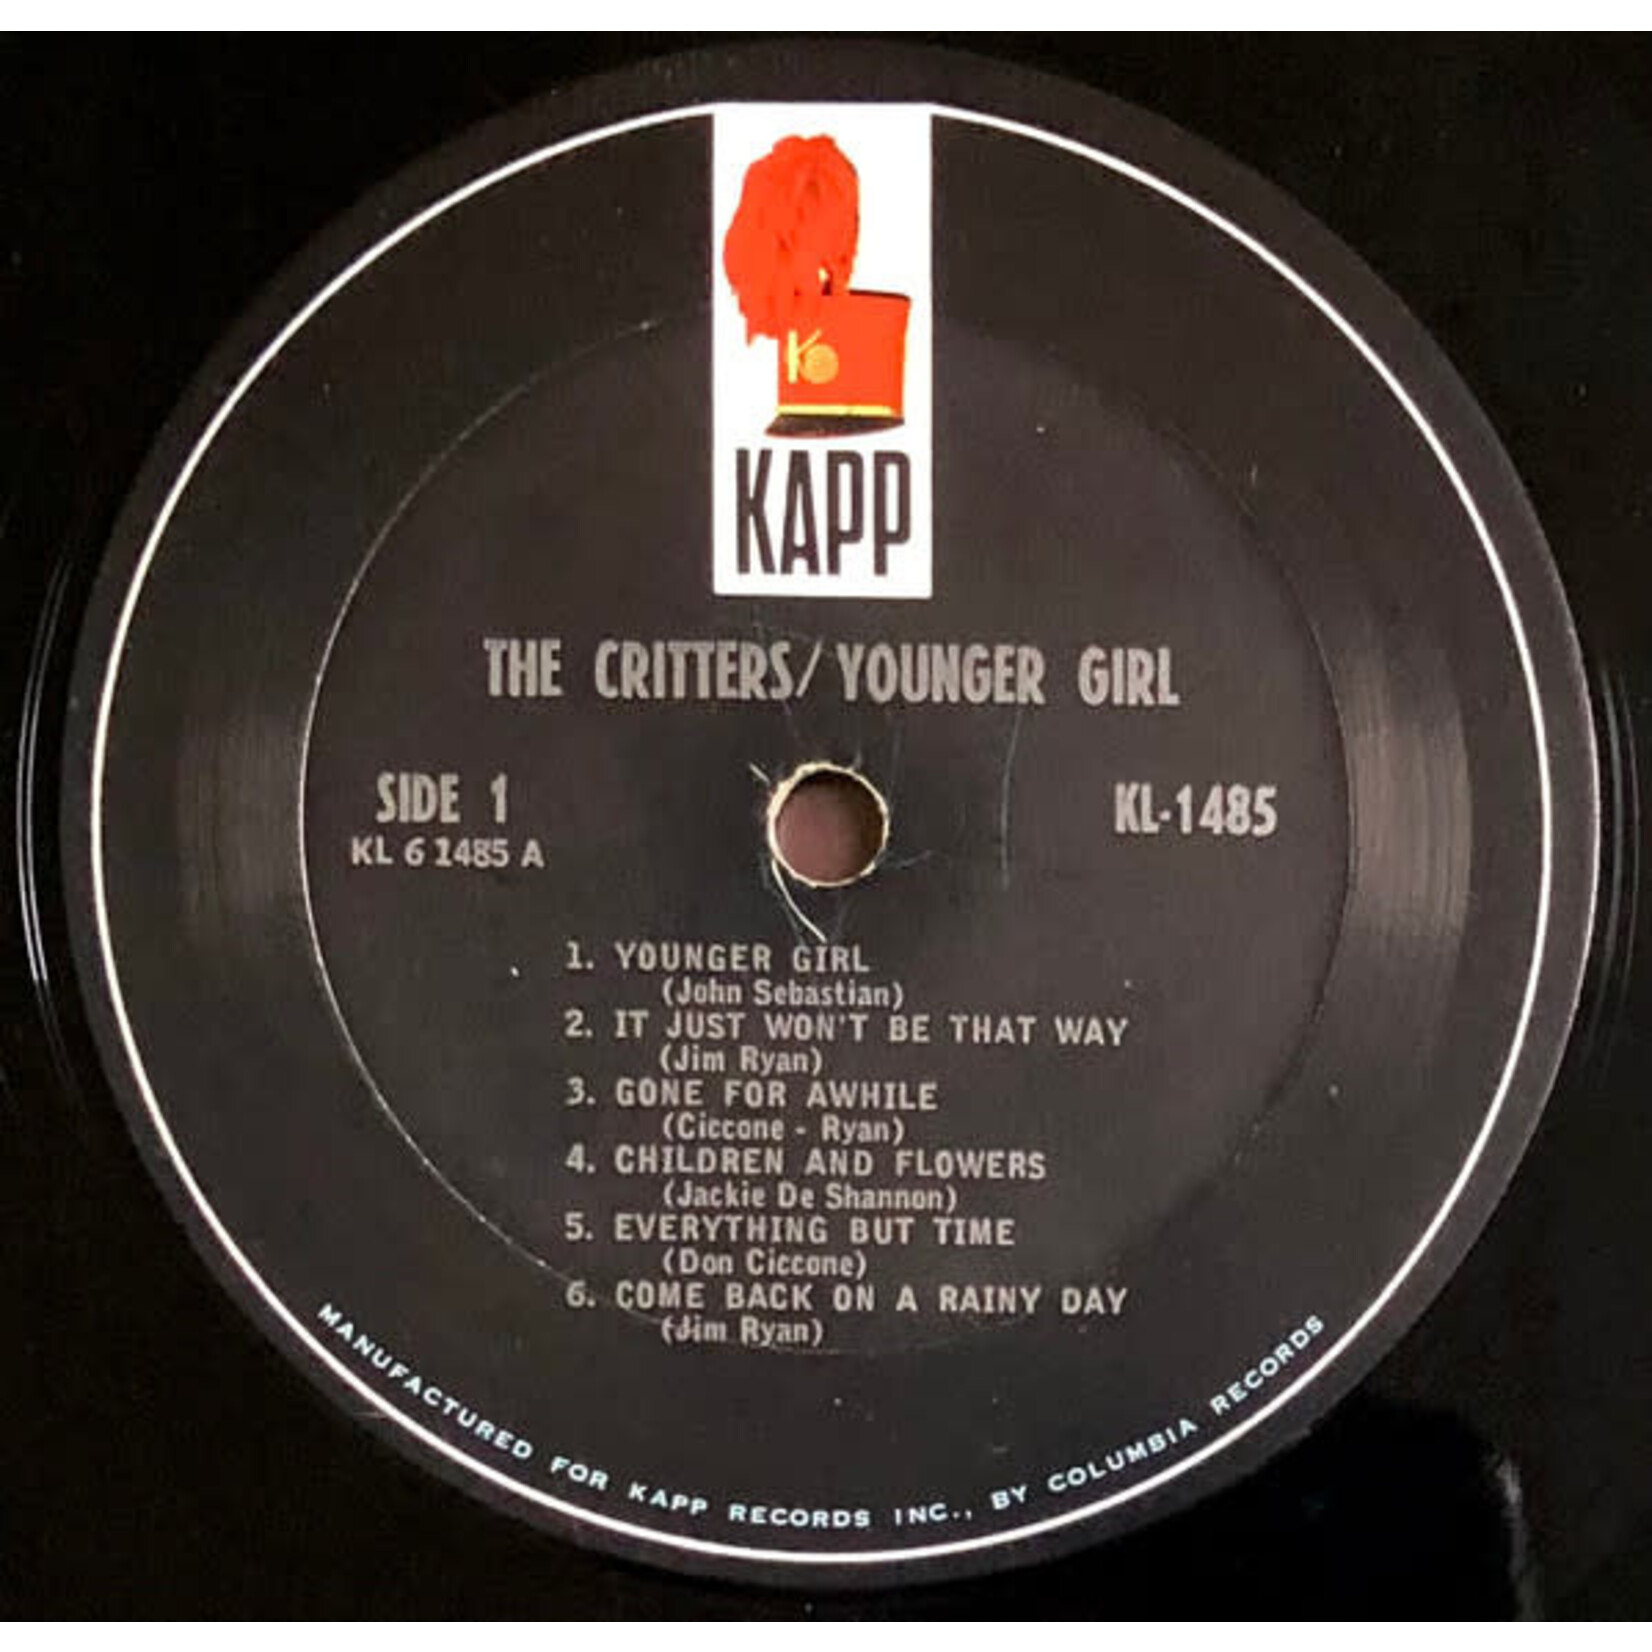 K
KAPP
THE CRITTERS/YOUNGER GIRL
SIDE 1
KL-1485
KL 6 1485 A
1. YOUNGER GIRL
(John Sebastian)
2. IT JUST WON'T BE THAT WAY
(Jim Ryan)
3. GONE FOR AWHILE
(Ciccone - Ryan)
4. CHILDREN AND FLOWERS
(Jackie De Shannon)
5. EVERYTHING BUT TIME
(Don Ciccone)
6. COME BACK ON A RAINY DAY
(Jim Ryan)
MANUFACTURED FOR KAPP RECORDS INC., BY COLUMBIA RECORDS